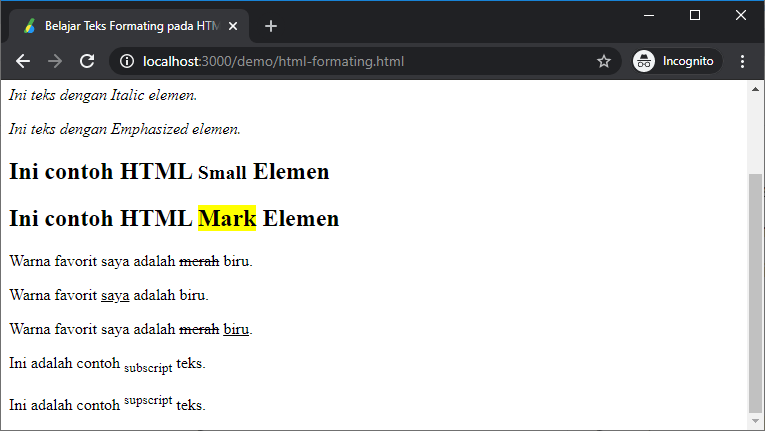 Belajar Teks Formating pada HTM
localhost:3000/demo/html-formating.html
Incognito
Ini teks dengan Italic elemen.
Ini teks dengan Emphasized elemen.
Ini contoh HTML Small Elemen
Ini contoh HTML Mark Elemen
Warna favorit saya adalah merah biru.
Warna favorit saya adalah biru.
Warna favorit saya adalah merah biru.
Ini adalah contoh subscript teks.
Ini adalah contoh supscript teks.